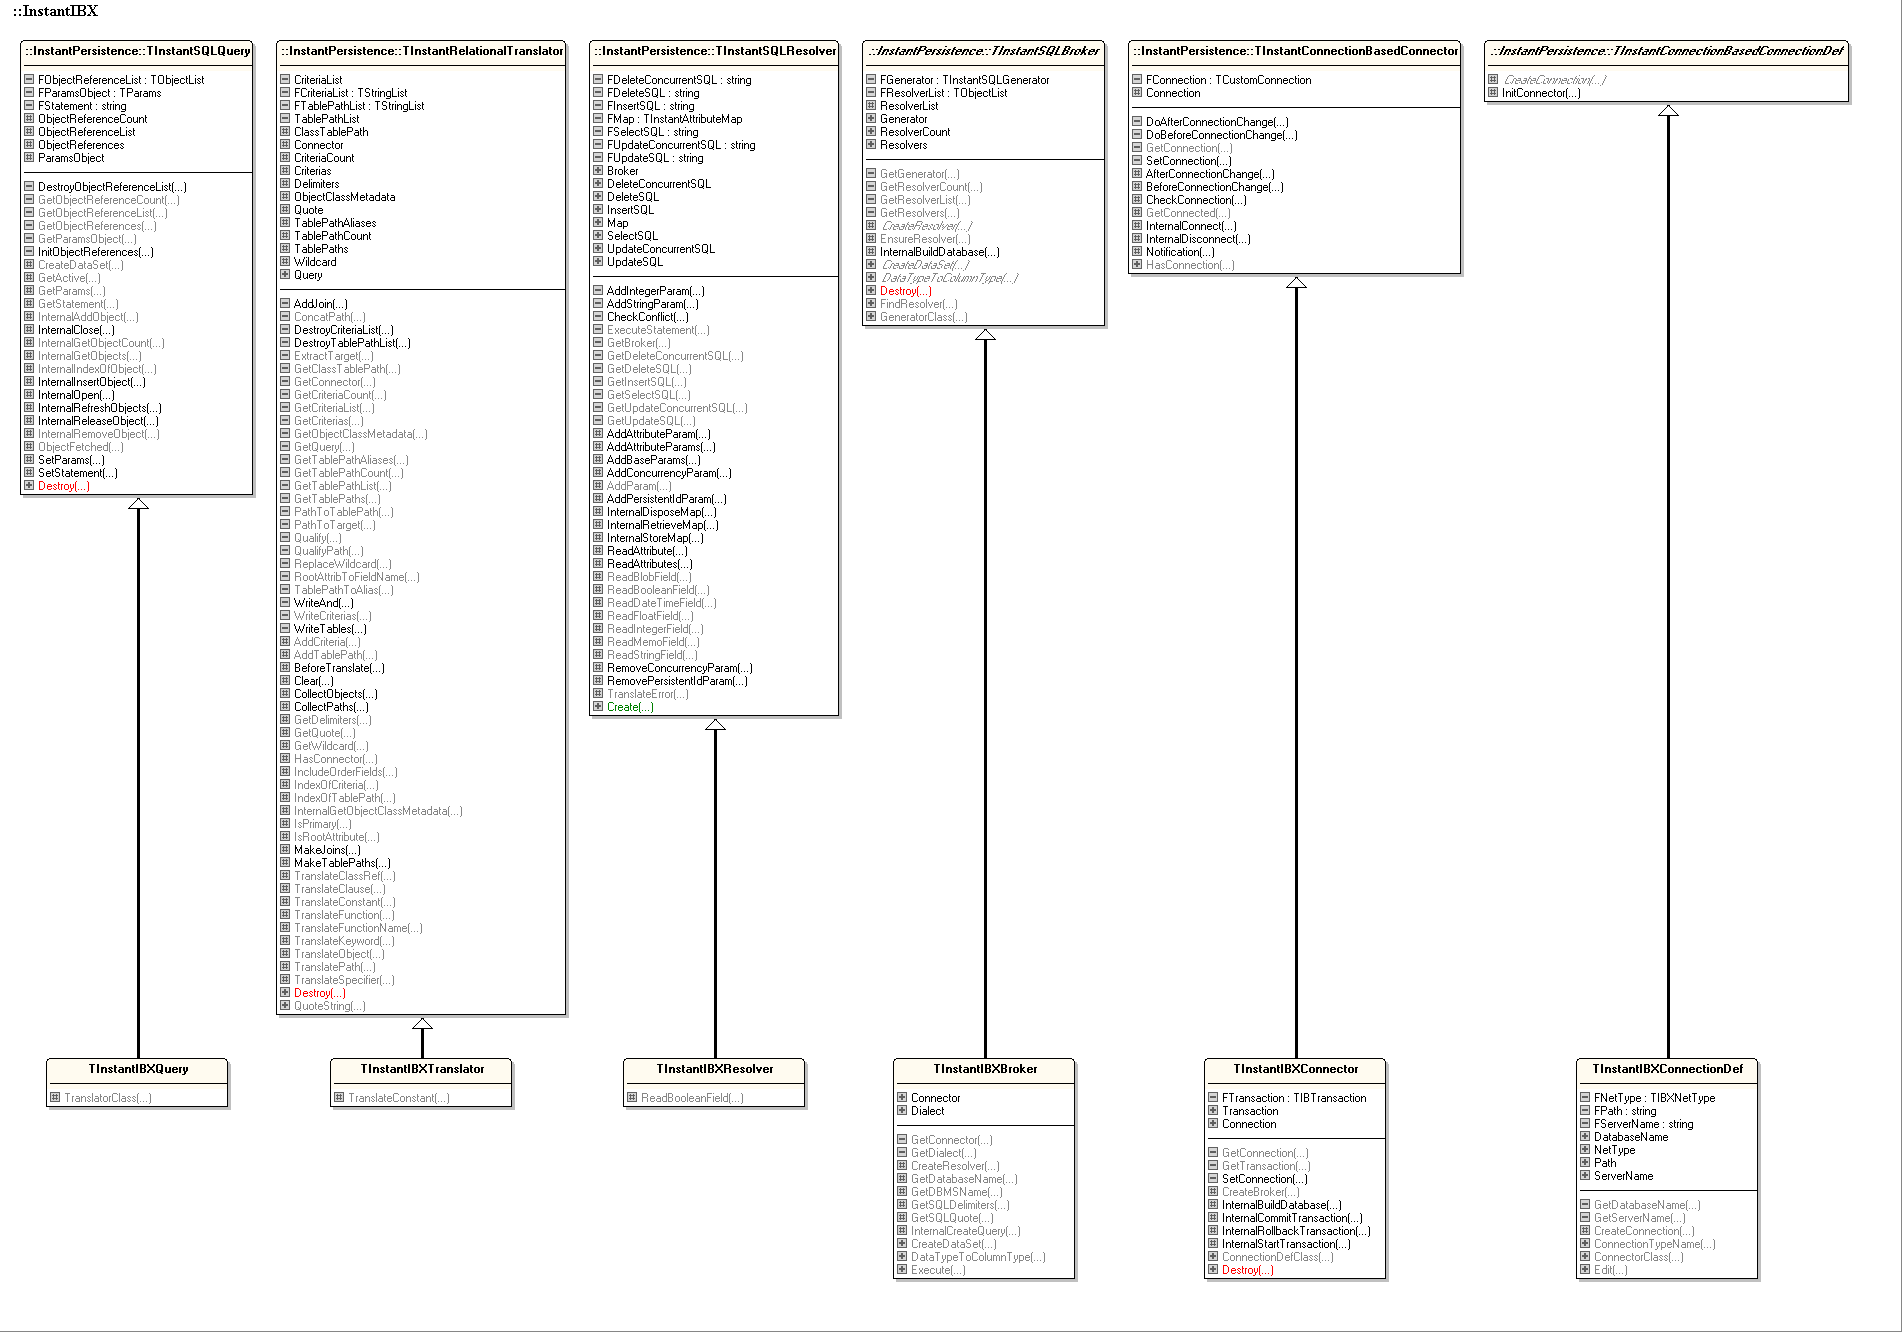 ::InstantIBX
::InstantPersistence::TInstantSQLQuery
FObjectReferenceList : TObjectList
FParamsObject : TParams
FStatement : string
ObjectReferenceCount
ObjectReferenceList
ObjectReferences
ParamsObject
DestroyObjectReferenceList(...)
GetObjectReferenceCount(...)
GetObjectReferenceList(...)
GetObjectReferences(...)
GetParamsObject(...)
InitObjectReferences(...)
CreateDataSet(...)
GetActive(...)
GetParams(...)
GetStatement(...)
InternalAddObject(...)
InternalClose(...)
InternalGetObjectCount(...)
InternalGetObjects(...)
InternalIndexOfObject(...)
InternalInsertObject(...)
InternalOpen(...)
InternalRefreshObjects(...)
InternalReleaseObject(...)
InternalRemoveObject(...)
ObjectFetched(...)
SetParams(...)
SetStatement(...)
Destroy(...)
::InstantPersistence::TInstantRelationalTranslator
CriteriaList
FCriteriaList : TStringList
FTablePathList : TStringList
TablePathList
ClassTablePath
Connector
CriteriaCount
Criterias
Delimiters
ObjectClassMetadata
Quote
TablePathAliases
TablePathCount
TablePaths
Wildcard
Query
AddJoin(...)
ConcatPath(...)
DestroyCriteriaList(...)
DestroyTablePathList(...)
ExtractTarget(...)
GetClassTablePath(...)
GetConnector(...)
GetCriteriaCount(...)
GetCriteriaList(...)
GetCriterias(...)
GetObjectClassMetadata(...)
GetQuery(...)
GetTablePathAliases(...)
GetTablePathCount(...)
GetTablePathList(...)
GetTablePaths(...)
PathToTablePath(...)
PathToTarget(...)
Qualify(...)
QualifyPath(...)
ReplaceWildcard(...)
RootAttribToFieldName(...)
TablePathToAlias(...)
WriteAnd(...)
WriteCriterias(...)
WriteTables(...)
AddCriteria(...)
AddTablePath(...)
BeforeTranslate(...)
Clear(...)
CollectObjects(...)
CollectPaths(...)
GetDelimiters(...)
GetQuote(...)
GetWildcard(...)
HasConnector(...)
IncludeOrderFields(...)
IndexOfCriteria(...)
IndexOfTablePath(...)
InternalGetObjectClassMetadata(...)
IsPrimary(...)
IsRootAttribute(...)
MakeJoins(...)
MakeTablePaths(...)
TranslateClassRef(...)
TranslateClause(...)
TranslateConstant(...)
TranslateFunction(...)
TranslateFunctionName(...)
TranslateKeyword(...)
TranslateObject(...)
TranslatePath(...)
TranslateSpecifier(...)
Destroy(...)
QuoteString(...)
::InstantPersistence::TInstantSQLResolver
FDeleteConcurrentSQL : string
FDeleteSQL : string
FInsertSQL : string
FMap : TInstantAttributeMap
FSelectSQL : string
FUpdateConcurrentSQL : string
FUpdateSQL : string
Broker
DeleteConcurrentSQL
DeleteSQL
InsertSQL
Map
SelectSQL
UpdateConcurrentSQL
UpdateSQL
AddIntegerParam(...)
AddStringParam(...)
CheckConflict(...)
ExecuteStatement(...)
GetBroker(...)
GetDeleteConcurrentSQL(...)
GetDeleteSQL(...)
GetInsertSQL(...)
GetSelectSQL(...)
GetUpdateConcurrentSQL(...)
GetUpdateSQL(...)
AddAttributeParam(...)
AddAttributeParams(...)
AddBaseParams(...)
AddConcurrencyParam(...)
AddParam(...)
AddPersistentIdParam(...)
InternalDisposeMap(...)
InternalRetrieveMap(...)
InternalStoreMap(...)
ReadAttribute(...)
ReadAttributes(...)
ReadBlobField(...)
ReadBooleanField(...)
ReadDateTimeField(...)
ReadFloatField(...)
ReadIntegerField(...)
ReadMemoField(...)
ReadStringField(...)
RemoveConcurrencyParam(...)
RemovePersistentIdParam(...)
TranslateError(...)
Create(...)
::InstantPersistence::TInstantSQLBroker
FGenerator : TInstantSQLGenerator
FResolverList : TObjectList
ResolverList
Generator
ResolverCount
Resolvers
GetGenerator(...)
GetResolverCount(...)
GetResolverList(...)
GetResolvers(...)
CreateResolver(...)
EnsureResolver(...)
InternalBuildDatabase(...)
CreateDataSet(...)
DataTypeToColumnType(...)
Destroy(...)
FindResolver(...)
GeneratorClass(...)
::InstantPersistence::TInstantConnectionBasedConnector
FConnection : TCustomConnection
Connection
DoAfterConnectionChange(...)
DoBeforeConnectionChange(...)
GetConnection(...)
SetConnection(...)
AfterConnectionChange(...)
BeforeConnectionChange(...)
CheckConnection(...)
GetConnected(...)
InternalConnect(...)
InternalDisconnect(...)
Notification(...)
HasConnection(...)
::InstantPersistence::TInstantConnectionBasedConnectionDef
CreateConnection(...)
InitConnector(...)
TInstantIBXQuery
TranslatorClass(...)
TInstantIBXTranslator
TranslateConstant(...)
TInstantIBXResolver
ReadBooleanField(...)
TInstantIBXBroker
Connector
Dialect
GetConnector(...)
GetDialect(...)
CreateResolver(...)
GetDatabaseName(...)
GetDBMSName(...)
GetSQLDelimiters(...)
GetSQLQuote(...)
InternalCreateQuery(...)
CreateDataSet(...)
DataTypeToColumnType(...)
Execute(...)
TInstantIBXConnector
FTransaction : TIBTransaction
Transaction
Connection
GetConnection(...)
GetTransaction(...)
SetConnection(...)
CreateBroker(...)
InternalBuildDatabase(...)
InternalCommitTransaction(...)
InternalRollbackTransaction(...)
InternalStartTransaction(...)
ConnectionDefClass(...)
Destroy(...)
TInstantIBXConnectionDef
FNetType : TIBXNetType
FPath : string
FServerName : string
DatabaseName
NetType
Path
ServerName
GetDatabaseName(...)
GetServerName(...)
CreateConnection(...)
ConnectionTypeName(...)
ConnectorClass(...)
Edit(...)